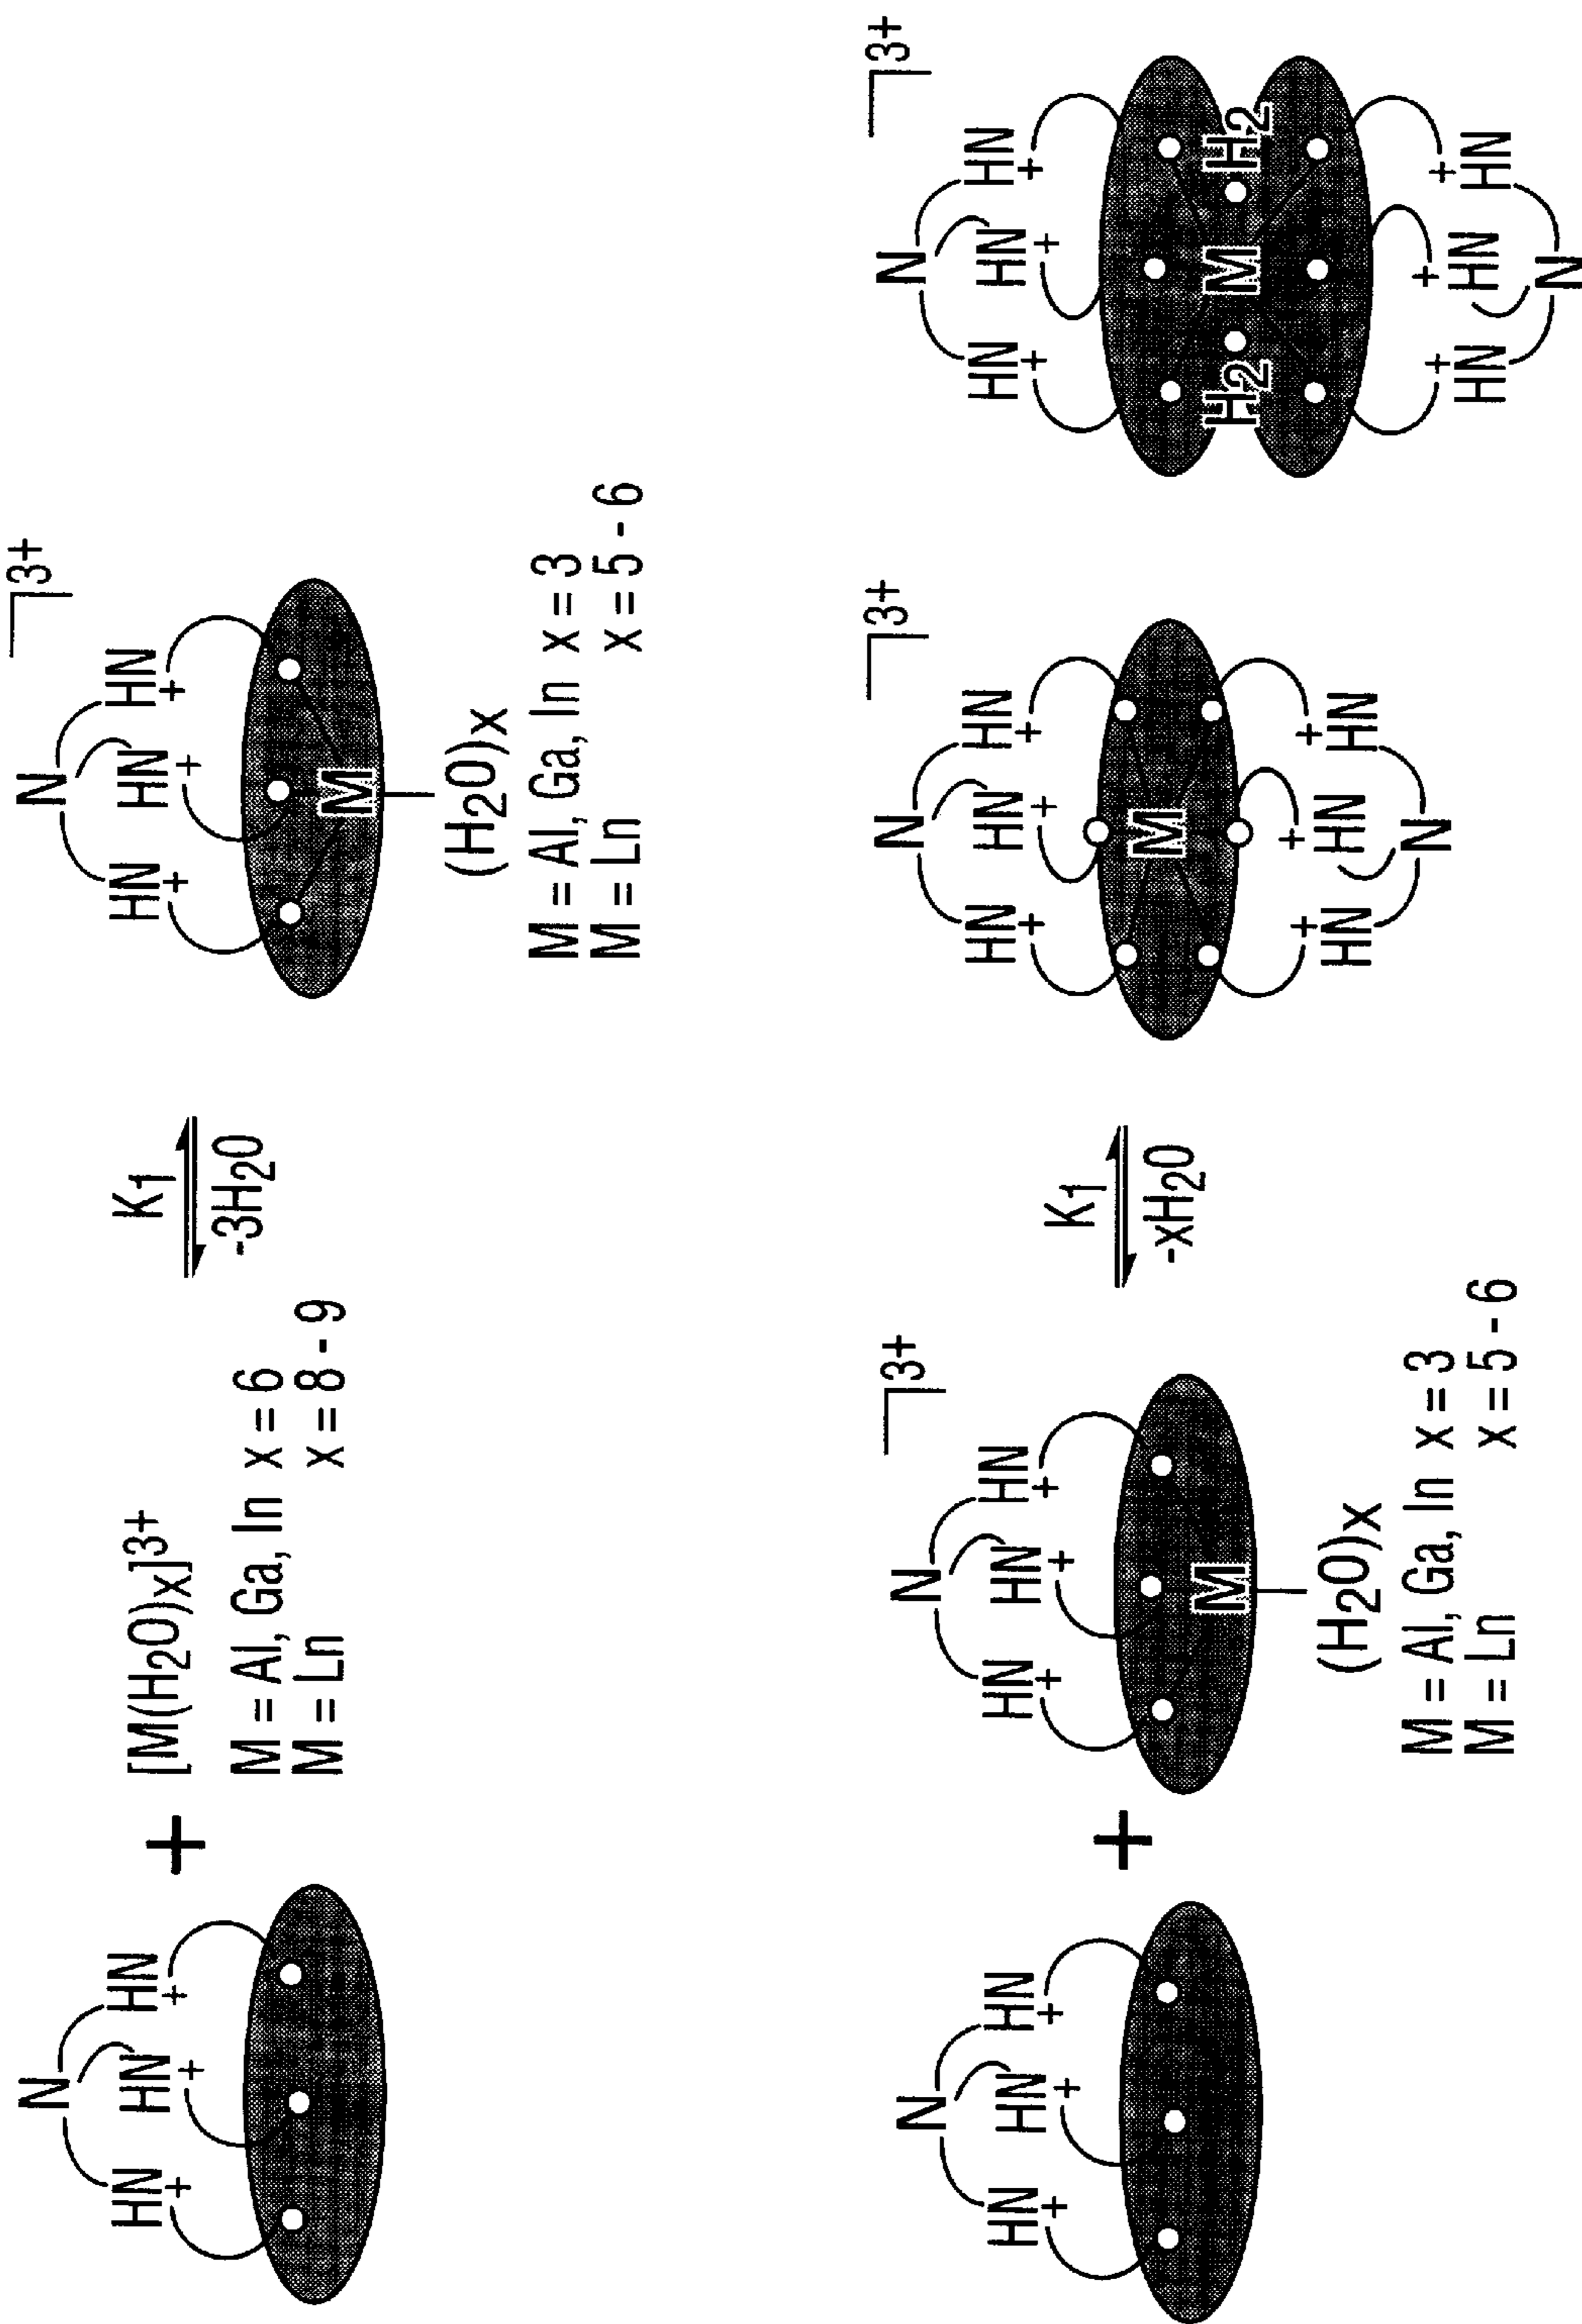 N
HN HN HN
+ + +
+
[M(H₂O)ₓ]³⁺
M = Al, Ga, In x = 6
M = Ln x = 8 - 9
K₁
-3H₂O
3+
N
HN HN HN
+ + +
M
(H₂O)ₓ
M = Al, Ga, In x = 3
M = Ln x = 5 - 6
N
HN HN HN
+ + +
+
3+
N
HN HN HN
+ + +
M
(H₂O)ₓ
M = Al, Ga, In x = 3
M = Ln x = 5 - 6
K₁
-xH₂O
3+
N
HN HN HN
+ + +
M
+ + +
HN HN HN
N
3+
N
HN HN HN
+ + +
H₂ M H₂
+ + +
HN HN HN
N